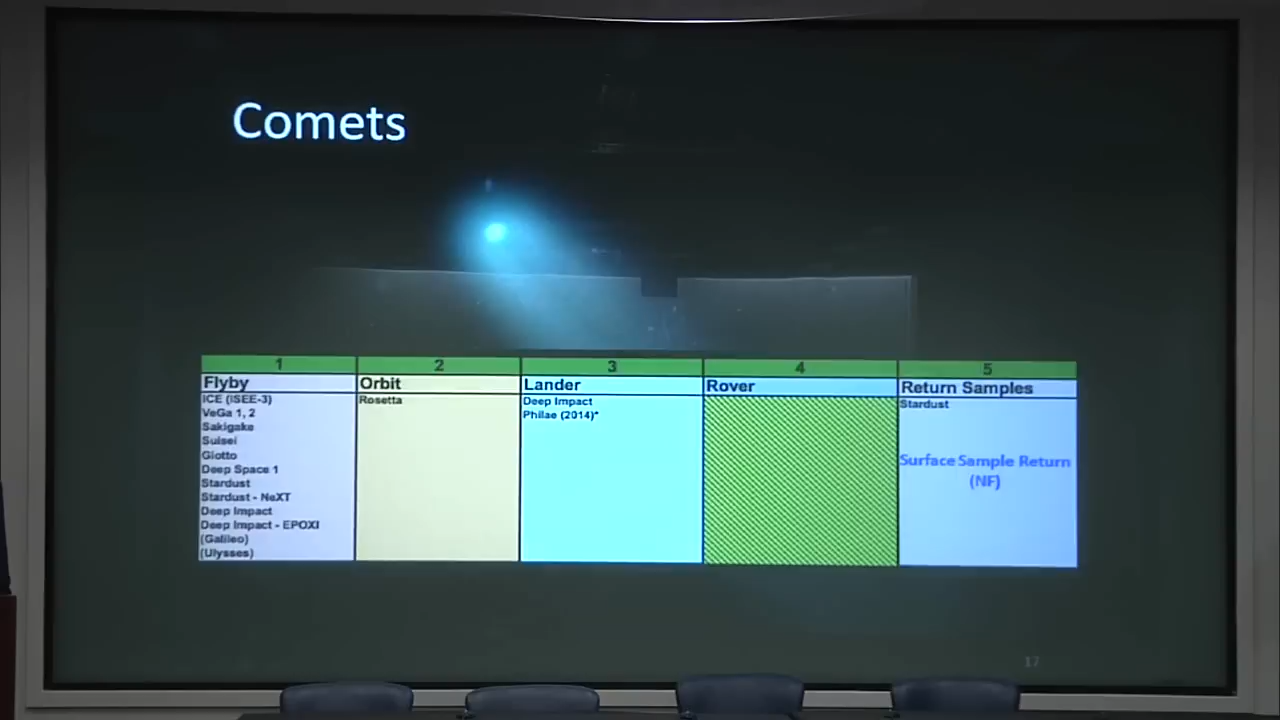 Comets
1 2 3 4 5
Flyby Orbit Lander Rover Return Samples
ICE (ISEE-3)
VeGa 1, 2
Sakigake
Suisei
Giotto
Deep Space 1
Stardust
Stardust - NeXT
Deep Impact
Deep Impact - EPOXI
(Galileo)
(Ulysses)
Rosetta
Deep Impact
Philae (2014)*
Stardust
Surface Sample Return
(NF)
17